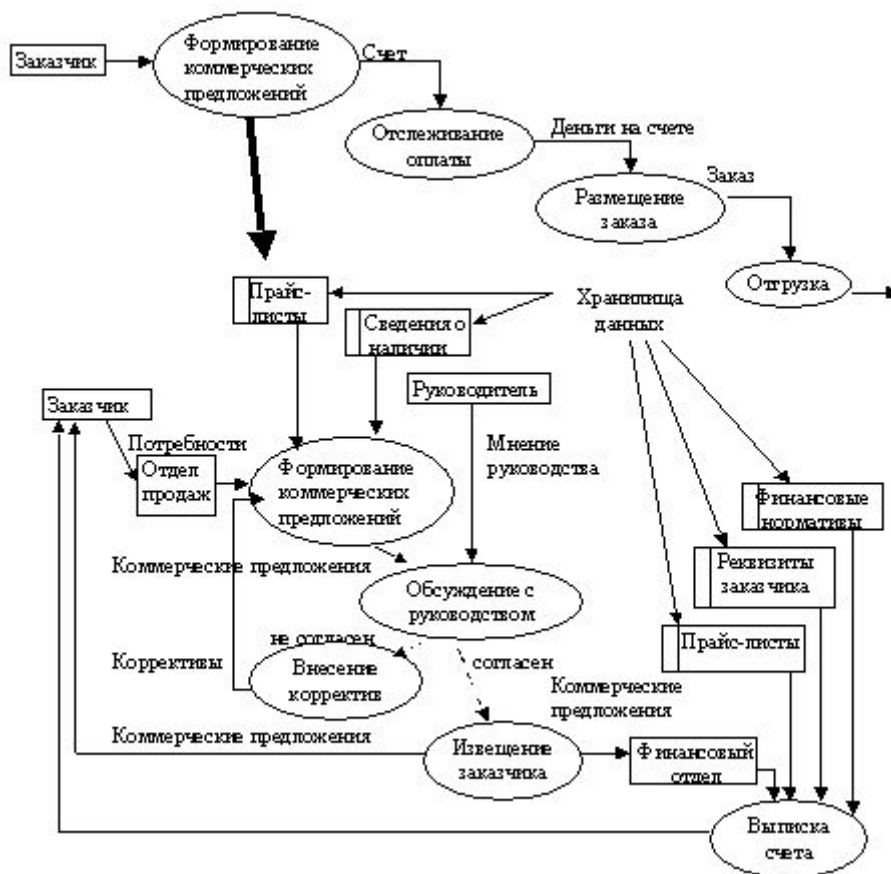 Заказчик
Формирование
коммерческих
предложений
Счет
Отслеживание
оплаты
Деньги на счете
Размещение
заказа
Заказ
Отгрузка
Прайс-
листы
Сведения о
наличии
Хранилища
данных
Заказчик
Руководитель
Потребности
Отдел
продаж
Формирование
коммерческих
предложений
Мнение
руководства
Финансовые
нормативы
Коммерческие предложения
Обсуждение с
руководством
Реквизиты
заказчика
Прайс-листы
не согласен
Коррективы
Внесение
корректив
согласен
Коммерческие
предложения
Коммерческие предложения
Извещение
заказчика
Финансовый
отдел
Выписка
счета